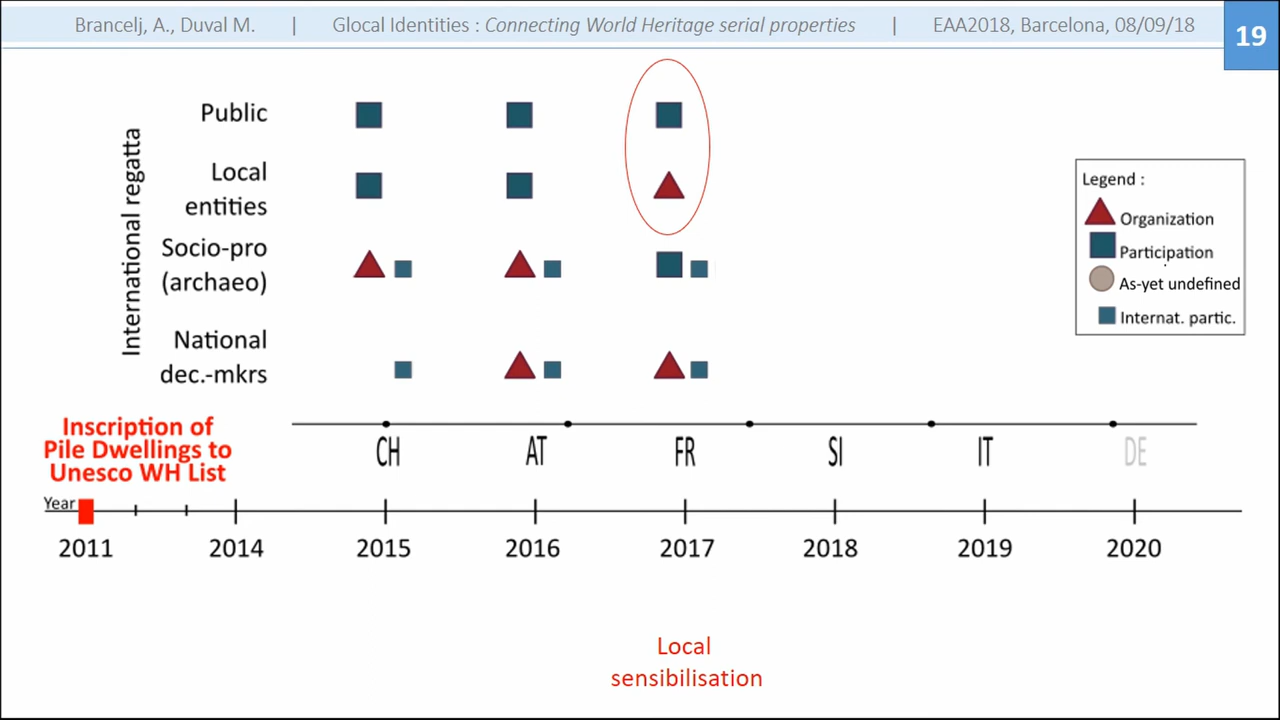 Brancelj, A., Duval M. | Glocal Identities : Connecting World Heritage serial properties | EAA2018, Barcelona, 08/09/18
19
International regatta
Public
Local
entities
Socio-pro
(archaeo)
National
dec.-mkrs
Legend :
Organization
Participation
As-yet undefined
Internat. partic.
Inscription of
Pile Dwellings to
Unesco WH List
CH AT FR SI IT DE
Year
2011 2014 2015 2016 2017 2018 2019 2020
Local
sensibilisation